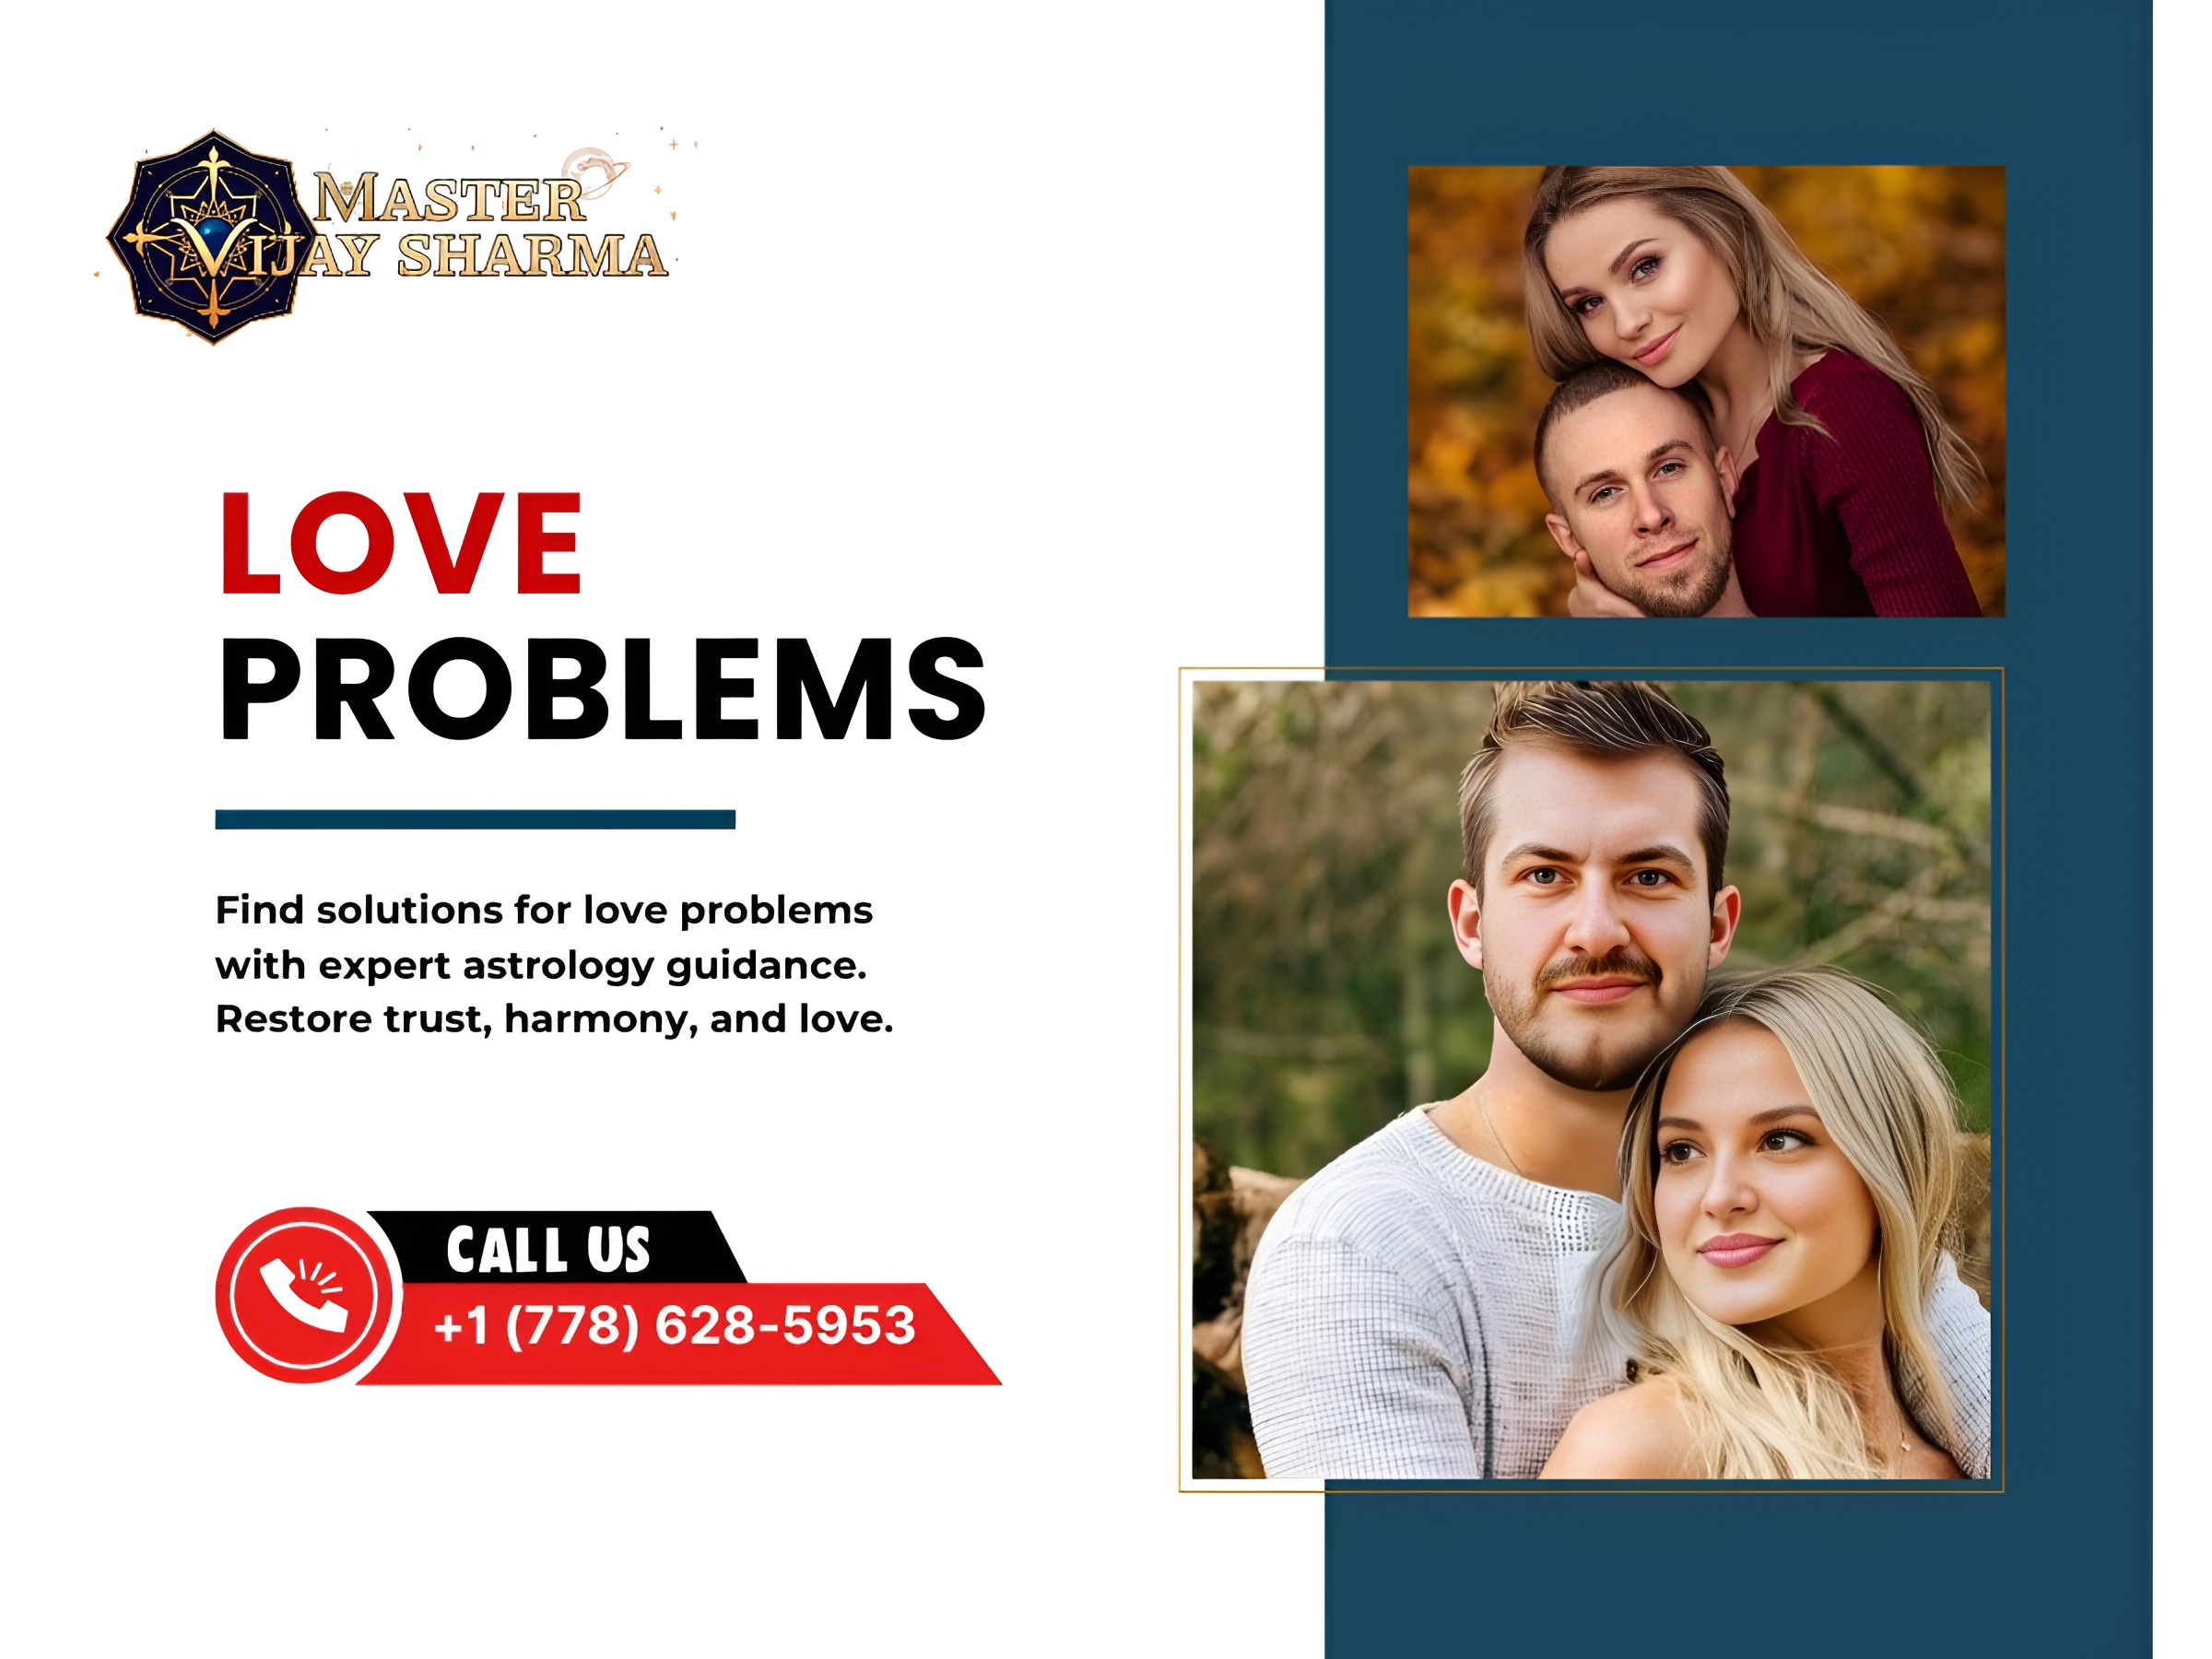 MASTER
VIJAY SHARMA
LOVE
PROBLEMS
Find solutions for love problems
with expert astrology guidance.
Restore trust, harmony, and love.
CALL US
+1 (778) 628-5953